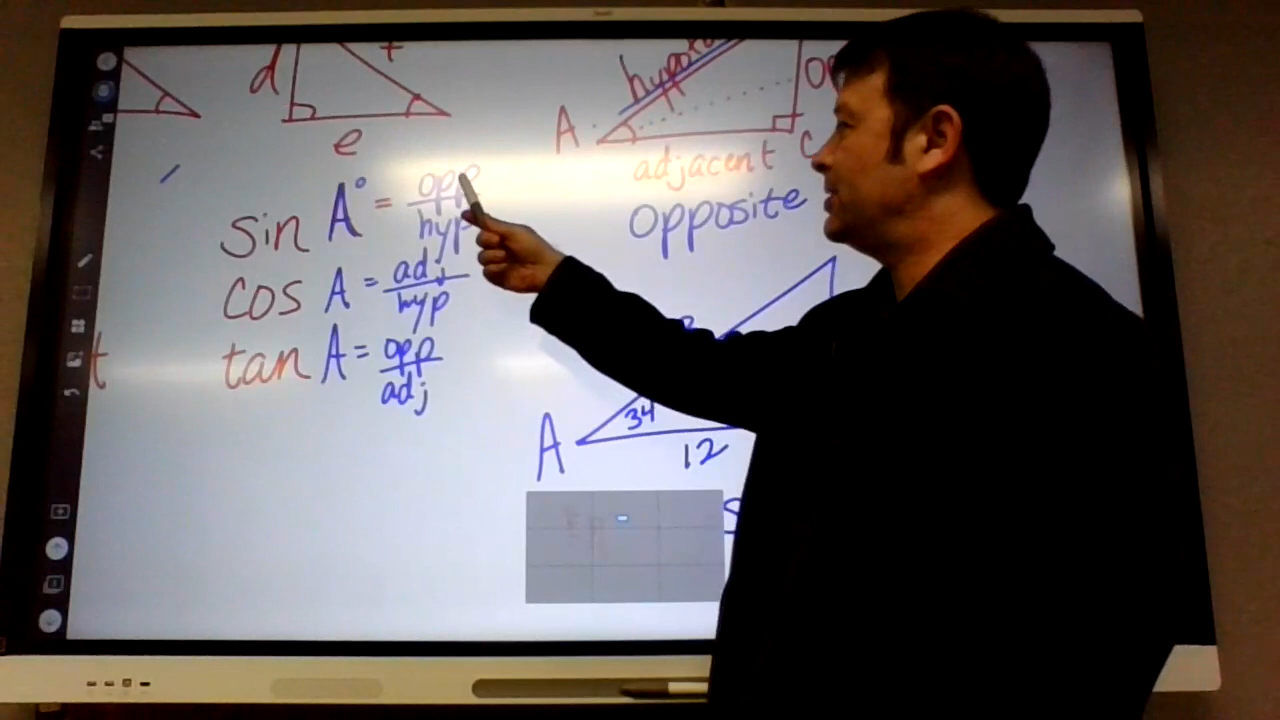 d
e
A
adjacent
C
sin A° = opp/hyp
opposite
cos A = adj/hyp
tan A = opp/adj
t
34
A
12